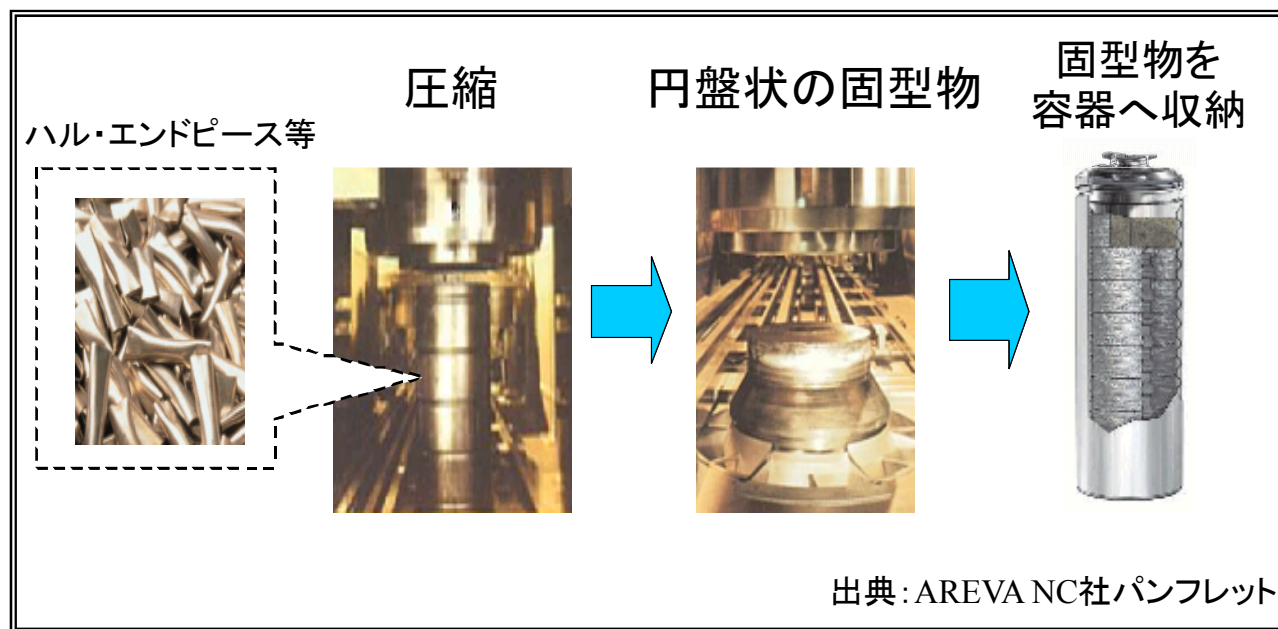 ハル・エンドピース等
圧縮
円盤状の固型物
固型物を
容器へ収納
出典：AREVA NC社パンフレット